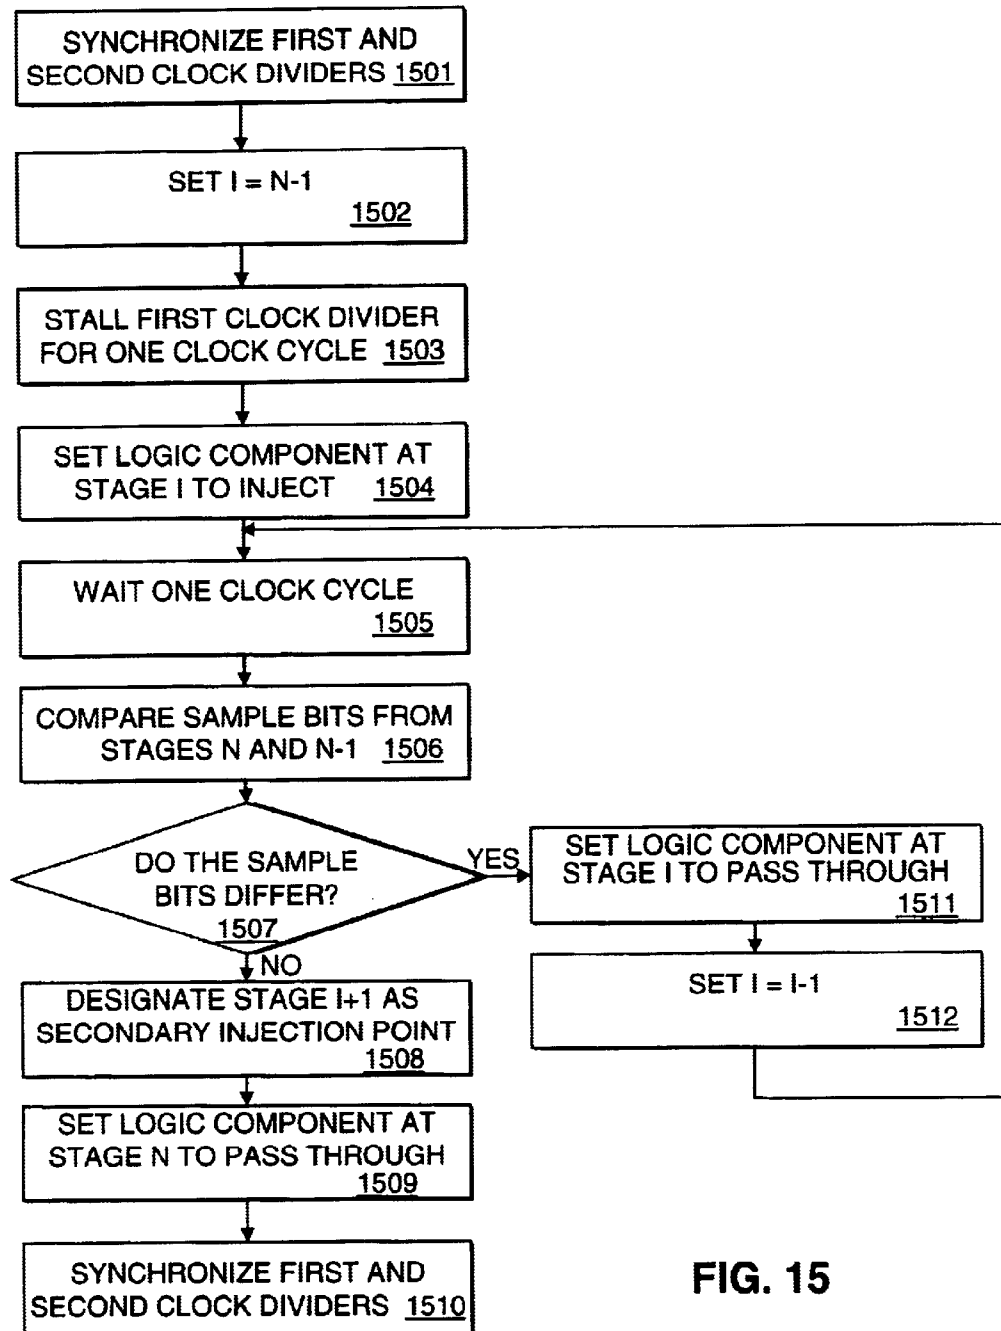 SYNCHRONIZE FIRST AND
SECOND CLOCK DIVIDERS 1501
SET I = N-1
1502
STALL FIRST CLOCK DIVIDER
FOR ONE CLOCK CYCLE 1503
SET LOGIC COMPONENT AT
STAGE I TO INJECT 1504
WAIT ONE CLOCK CYCLE
1505
COMPARE SAMPLE BITS FROM
STAGES N AND N-1 1506
DO THE SAMPLE
BITS DIFFER?
1507
YES
SET LOGIC COMPONENT AT
STAGE I TO PASS THROUGH
1511
SET I = I-1
1512
NO
DESIGNATE STAGE I+1 AS
SECONDARY INJECTION POINT
1508
SET LOGIC COMPONENT AT
STAGE N TO PASS THROUGH
1509
SYNCHRONIZE FIRST AND
SECOND CLOCK DIVIDERS 1510
FIG. 15